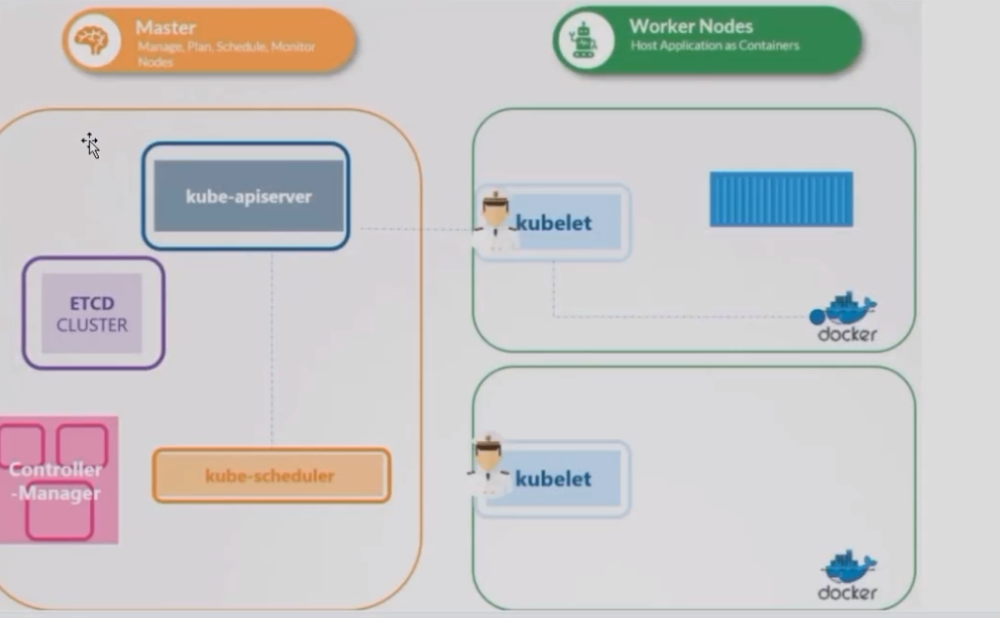 Master
Manage, Plan, Schedule, Monitor
Nodes
Worker Nodes
Host Application as Containers
kube-apiserver
kubelet
ETCD
CLUSTER
docker
Controller
-Manager
kube-scheduler
kubelet
docker